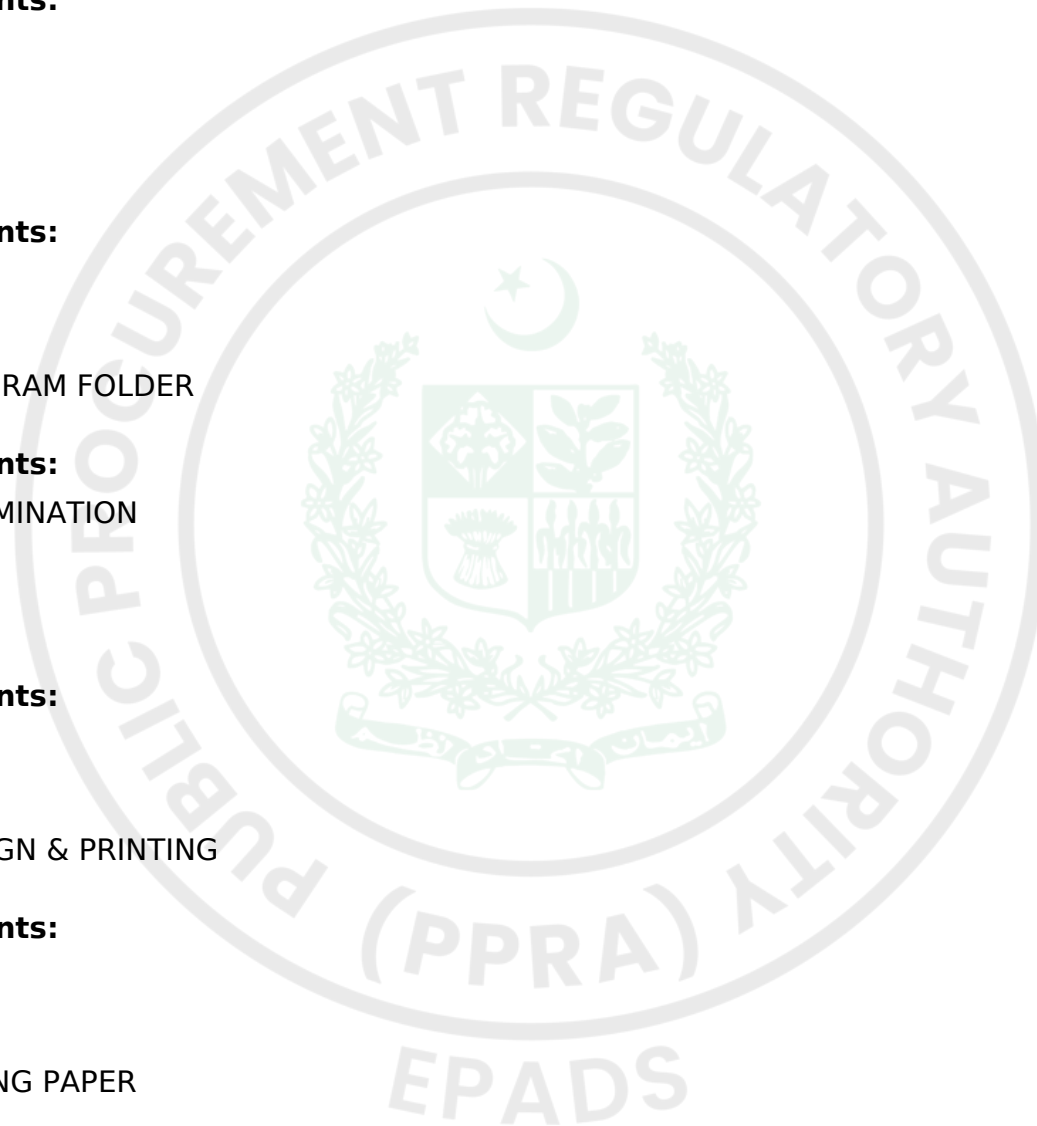 nts:
PUBLIC PROCUREMENT REGULATORY AUTHORITY
nts:
RAM FOLDER
nts:
MINATION
nts:
GN & PRINTING
nts:
(PPRA)
NG PAPER
EPADS